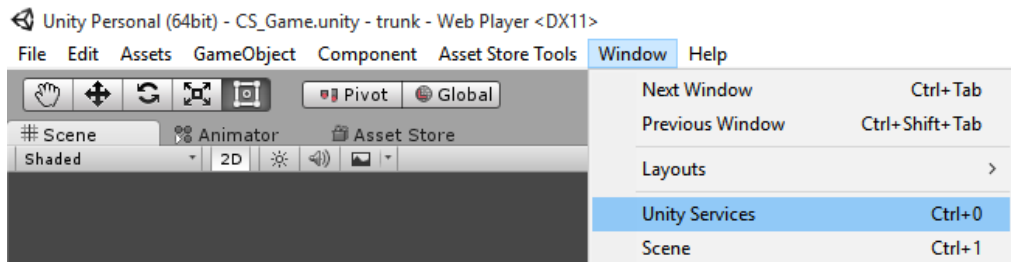 Unity Personal (64bit) - CS_Game.unity - trunk - Web Player <DX11>
File Edit Assets GameObject Component Asset Store Tools Window Help
Pivot Global
Next Window Ctrl+Tab
Previous Window Ctrl+Shift+Tab
# Scene Animator Asset Store
Shaded 2D
Layouts >
Unity Services Ctrl+0
Scene Ctrl+1